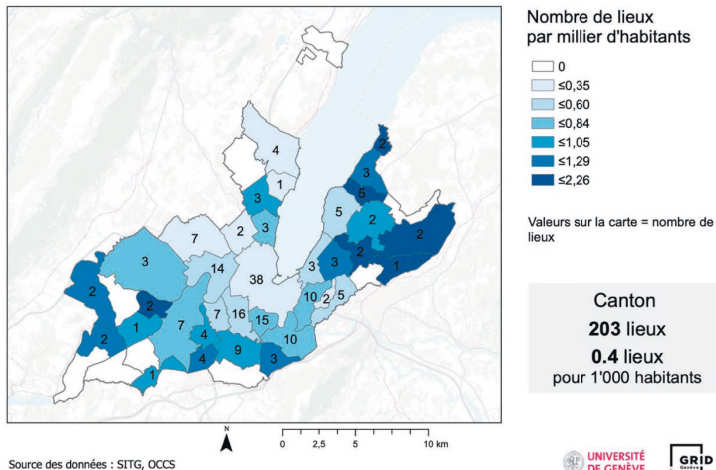 Nombre de lieux
par millier d'habitants
0
≤0,35
≤0,60
≤0,84
≤1,05
≤1,29
≤2,26
Valeurs sur la carte = nombre de
lieux
Canton
203 lieux
0.4 lieux
pour 1'000 habitants
2
4
3
5
1
3
5
2
3
2
2
7
3
14
3
3
2
1
38
2
10
2
5
2
7
7
16
15
1
4
10
2
9
4
3
1
N
0 2,5 5 10 km
Source des données : SITG, OCCS
UNIVERSITÉ
DE GENÈVE
GRID
Genève